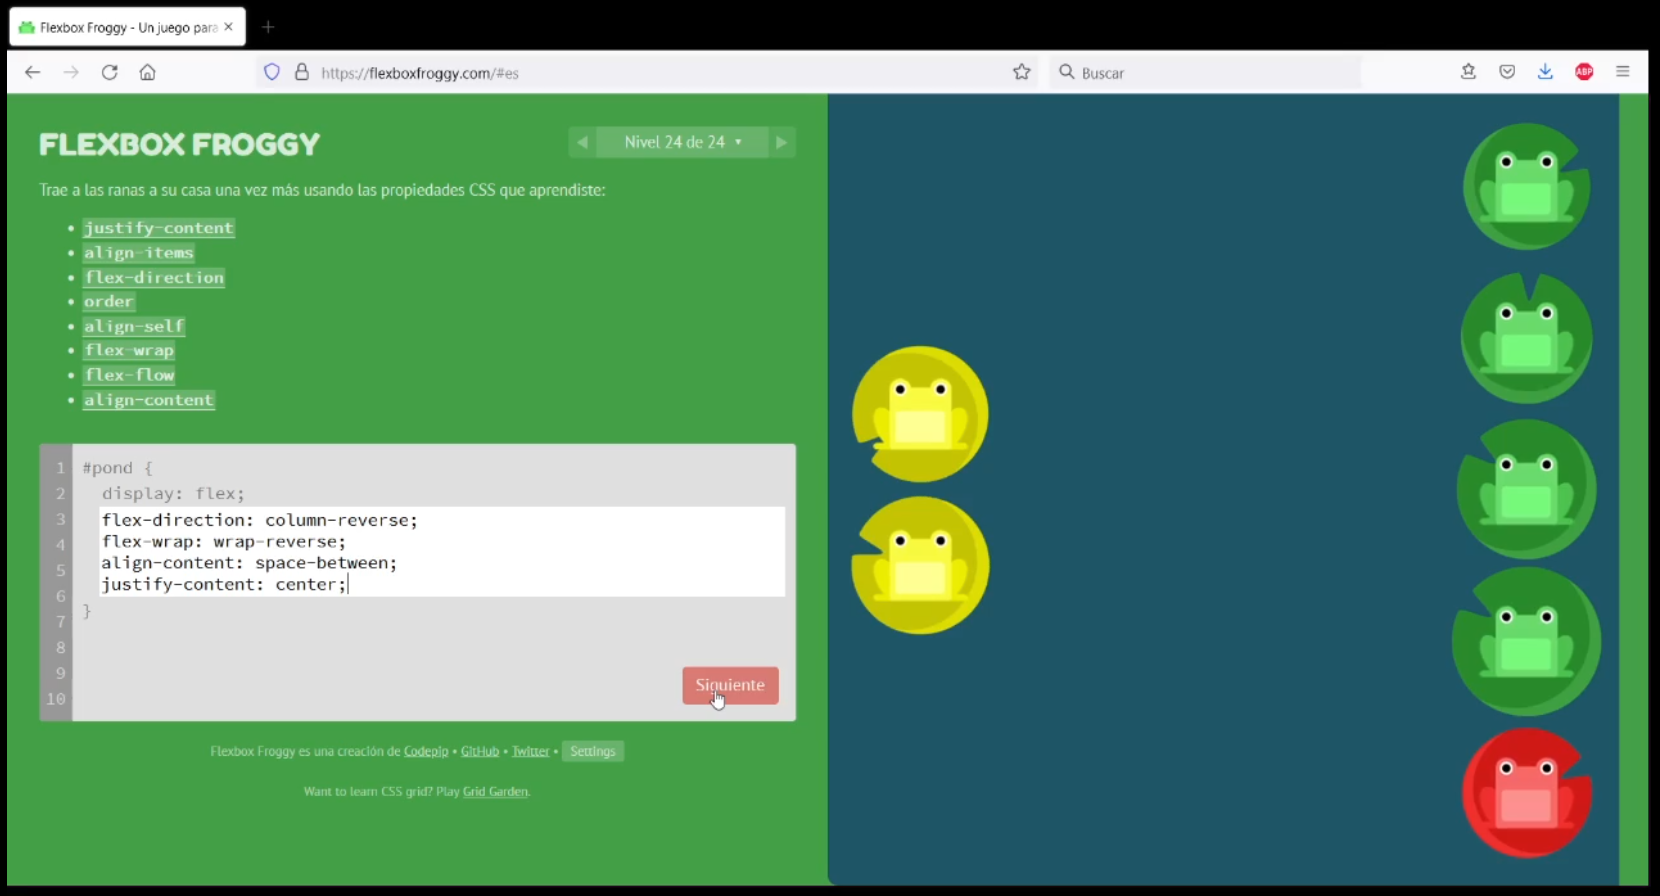 Flexbox Froggy - Un juego para
https://flexboxfroggy.com/#es
Buscar
ABP
FLEXBOX FROGGY
Nivel 24 de 24
Trae a las ranas a su casa una vez más usando las propiedades CSS que aprendiste:
justify-content
align-items
flex-direction
order
align-self
flex-wrap
flex-flow
align-content
1 #pond {
2 display: flex;
3 flex-direction: column-reverse;
4 flex-wrap: wrap-reverse;
5 align-content: space-between;
6 justify-content: center;
7 }
8
9
10
Siguiente
Flexbox Froggy es una creación de Codepip • GitHub • Twitter • Settings
Want to learn CSS grid? Play Grid Garden.